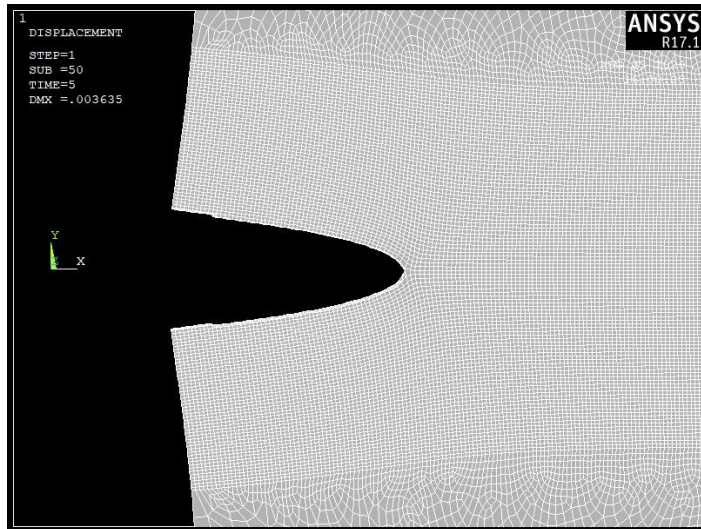 1
DISPLACEMENT
STEP=1
SUB =50
TIME=5
DMX =.003635
ANSYS
R17.1
Y
X